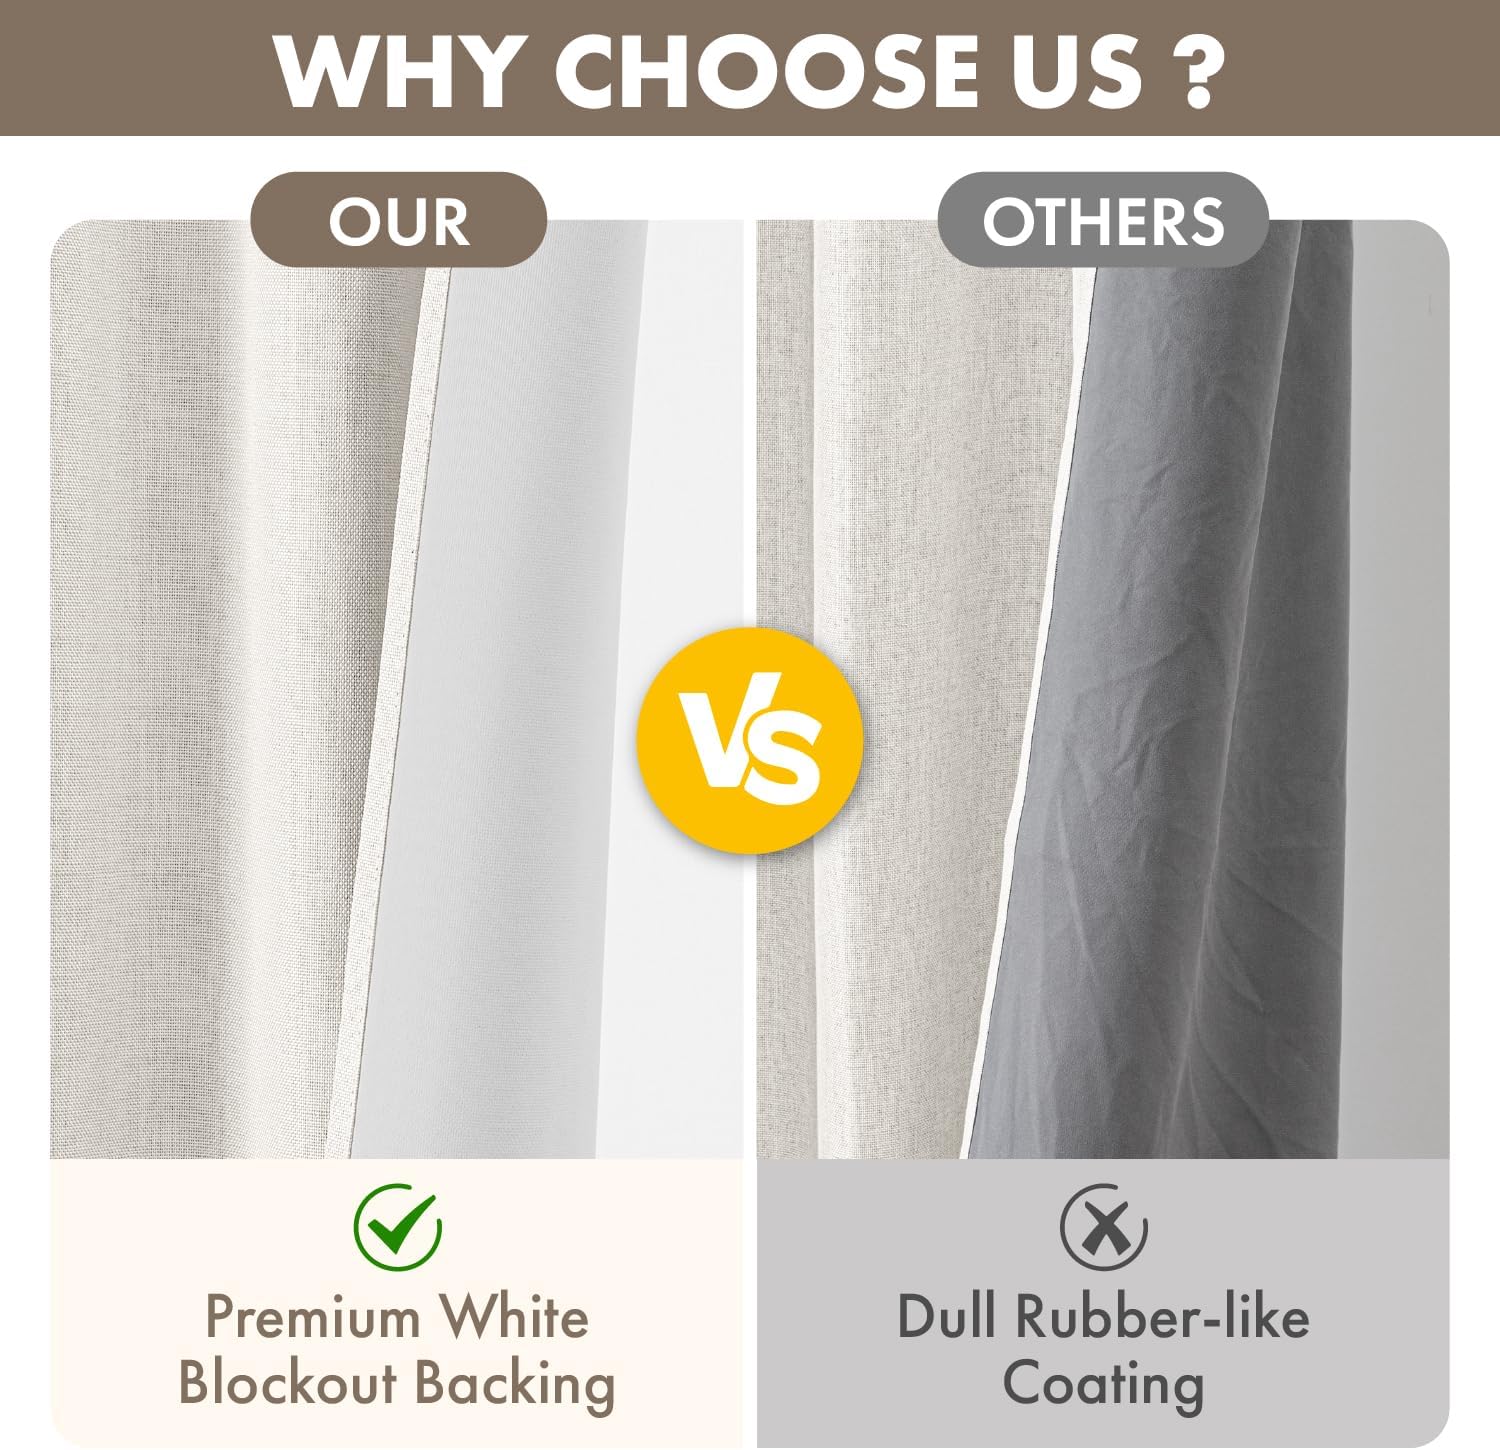 WHY CHOOSE US ?
OUR
OTHERS
VS
Premium White
Blockout Backing
Dull Rubber-like
Coating